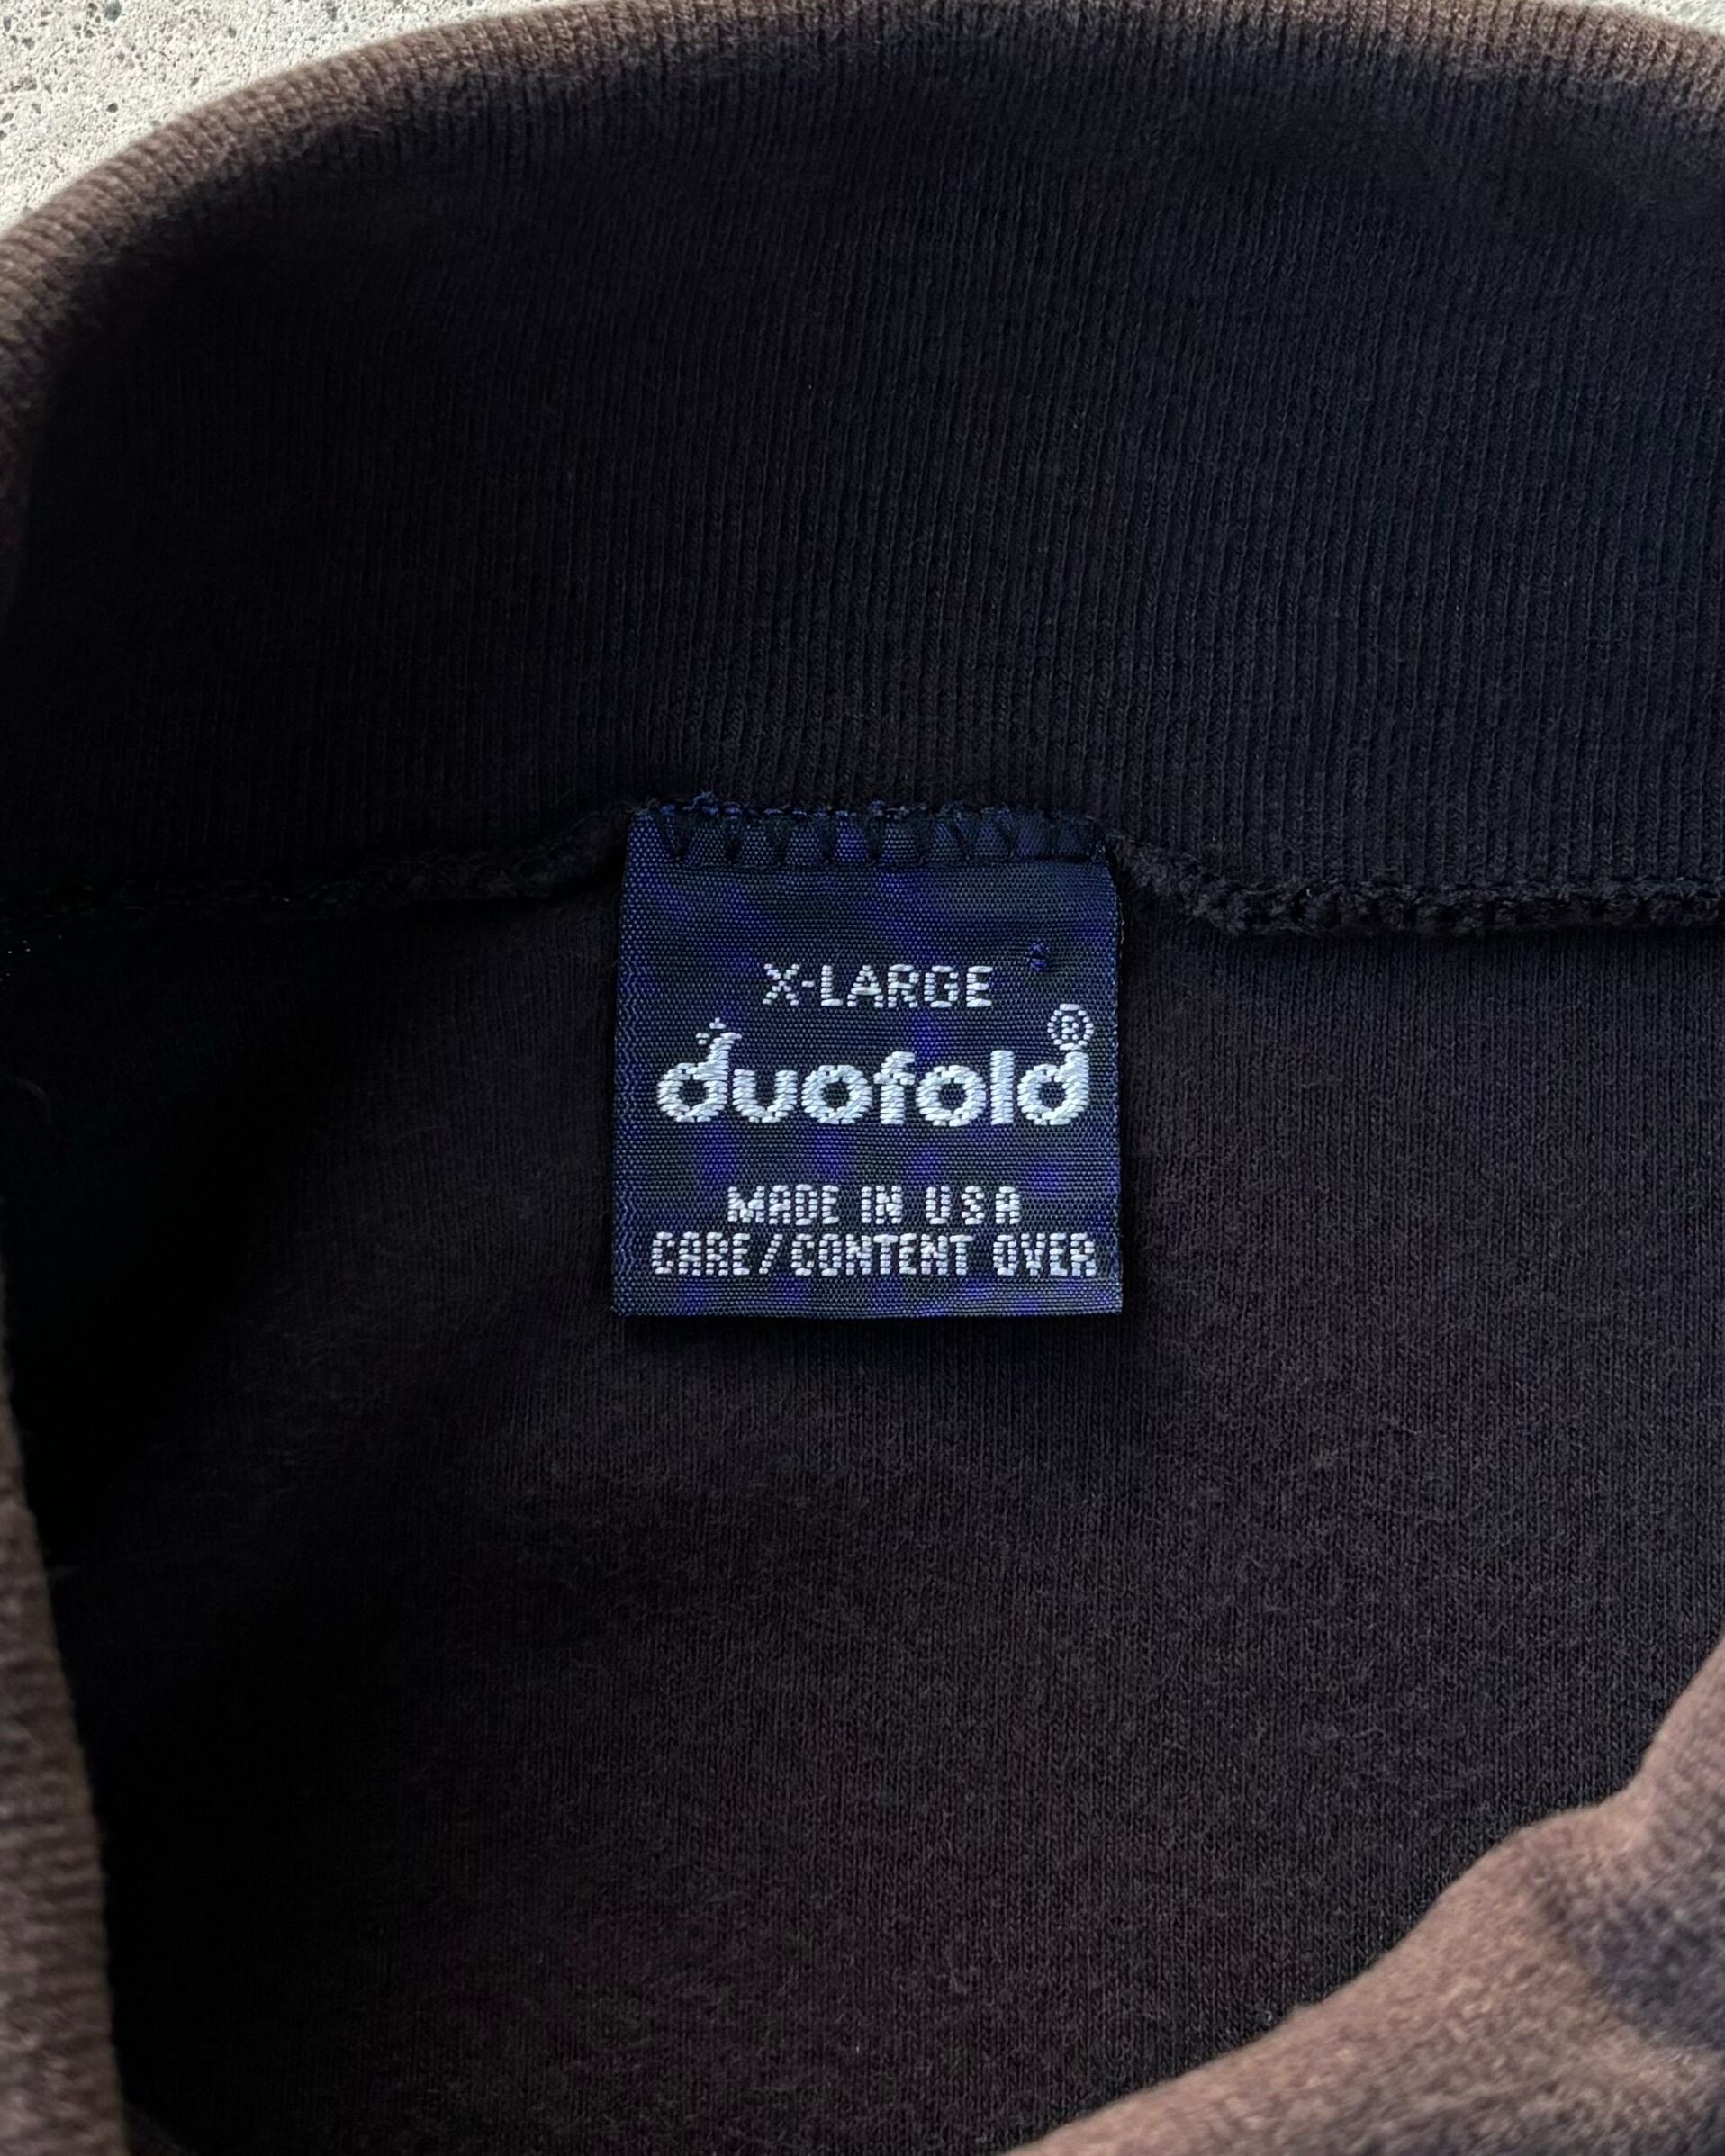 X-LARGE
duofold®
MADE IN USA
CARE/CONTENT OVER